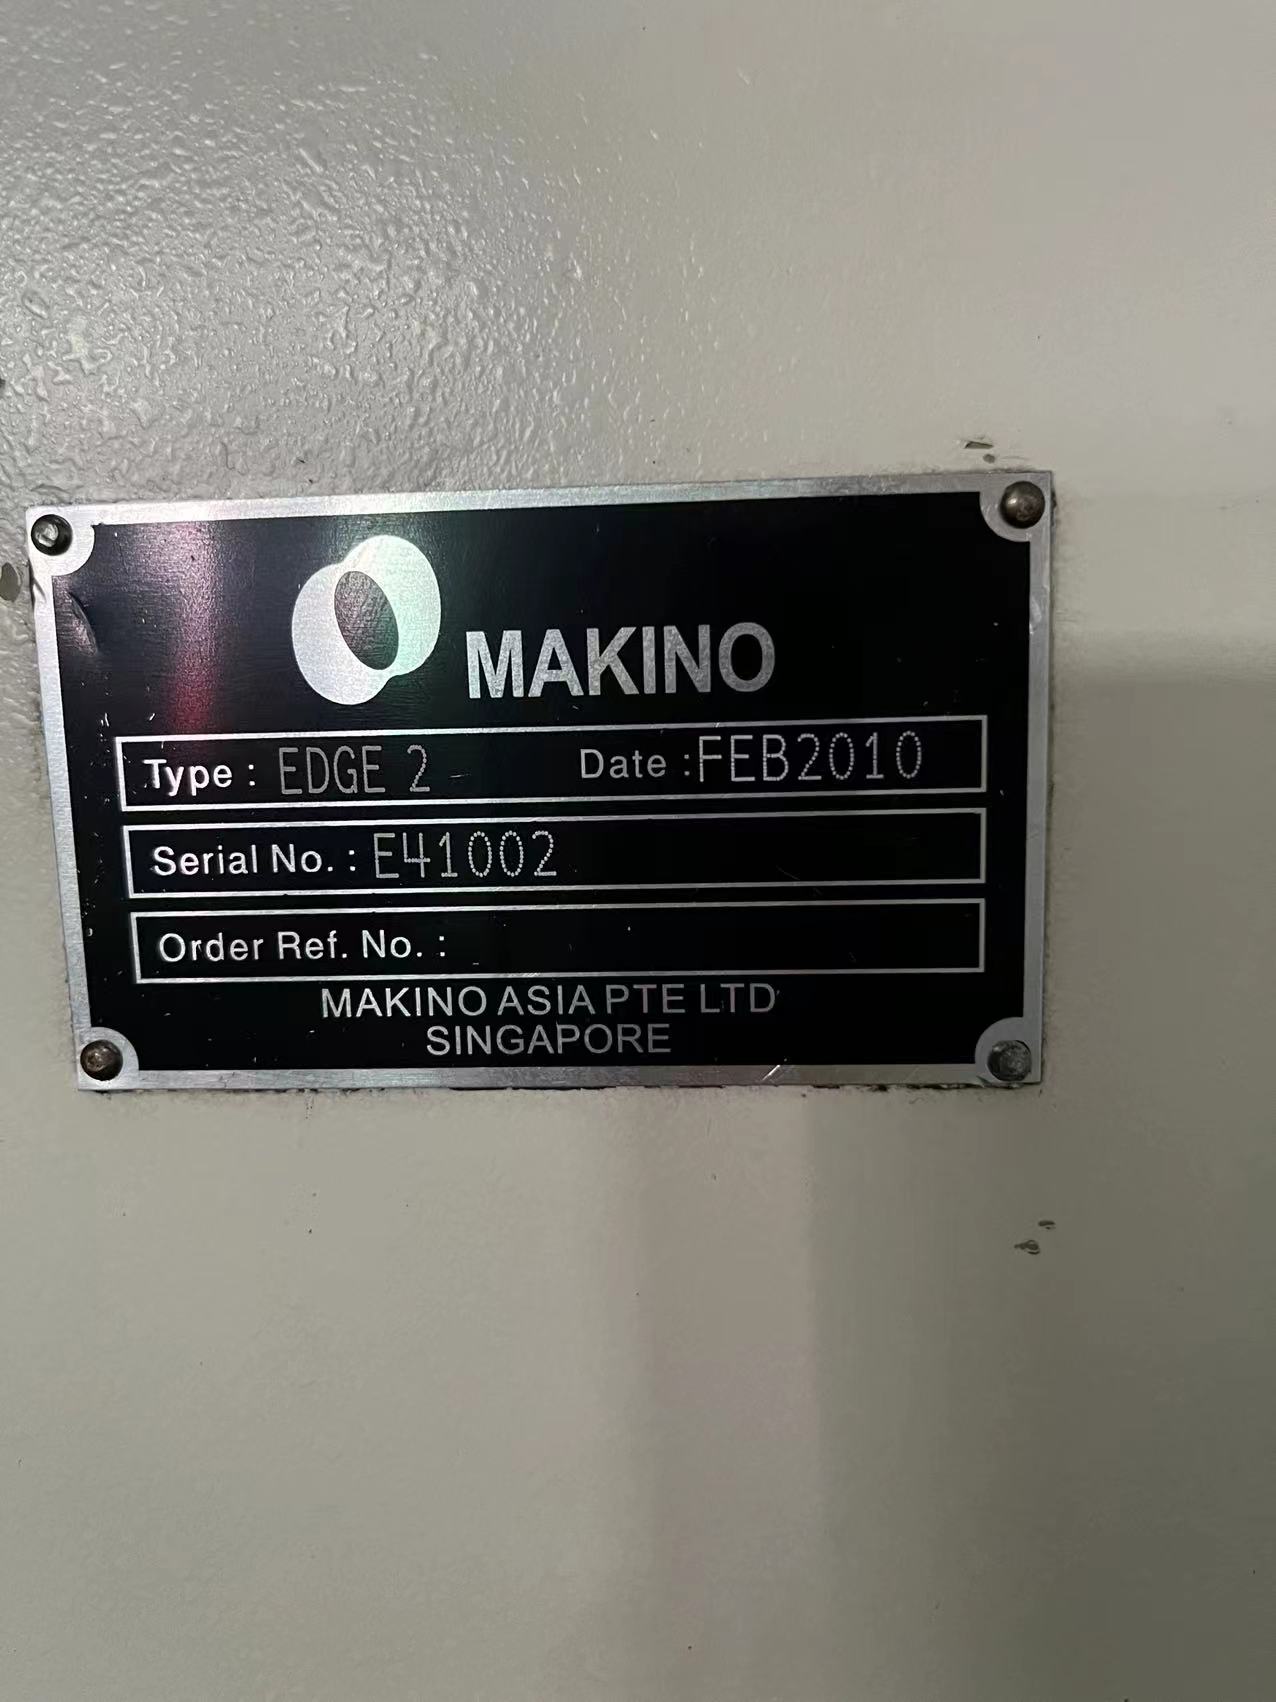 MAKINO
Type : EDGE 2 Date : FEB2010
Serial No. : E41002
Order Ref. No. :
MAKINO ASIA PTE LTD
SINGAPORE